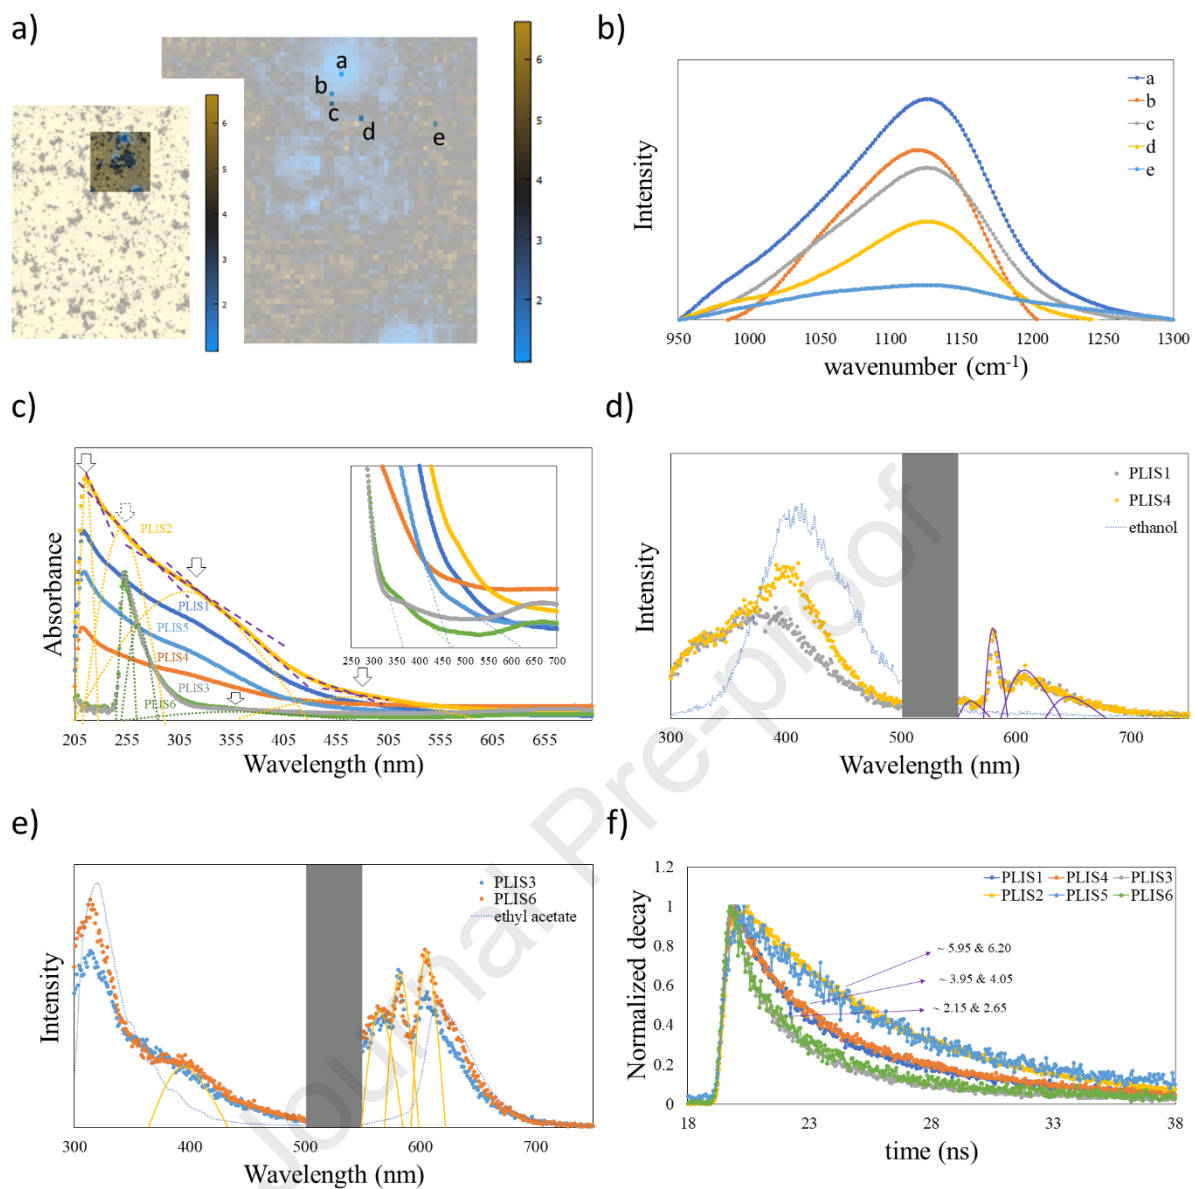 a)
a
b
c
d
e
6
5
4
3
2
6
5
4
3
2
b)
Intensity
a
b
c
d
e
950 1000 1050 1100 1150 1200 1250 1300
wavenumber (cm-1)
c)
Absorbance
PLIS2
PLIS1
PLIS5
PLIS4
PLIS3
PLIS6
250 300 350 400 450 500 550 600 650 700
205 255 305 355 405 455 505 555 605 655
Wavelength (nm)
d)
Intensity
PLIS1
PLIS4
ethanol
300 400 500 600 700
Wavelength (nm)
e)
Intensity
PLIS3
PLIS6
ethyl acetate
300 400 500 600 700
Wavelength (nm)
f)
Normalized decay
1.2
1
0.8
0.6
0.4
0.2
0
PLIS1 PLIS4 PLIS3
PLIS2 PLIS5 PLIS6
~ 5.95 & 6.20
~ 3.95 & 4.05
~ 2.15 & 2.65
18 23 28 33 38
time (ns)
Journal Pre-proof